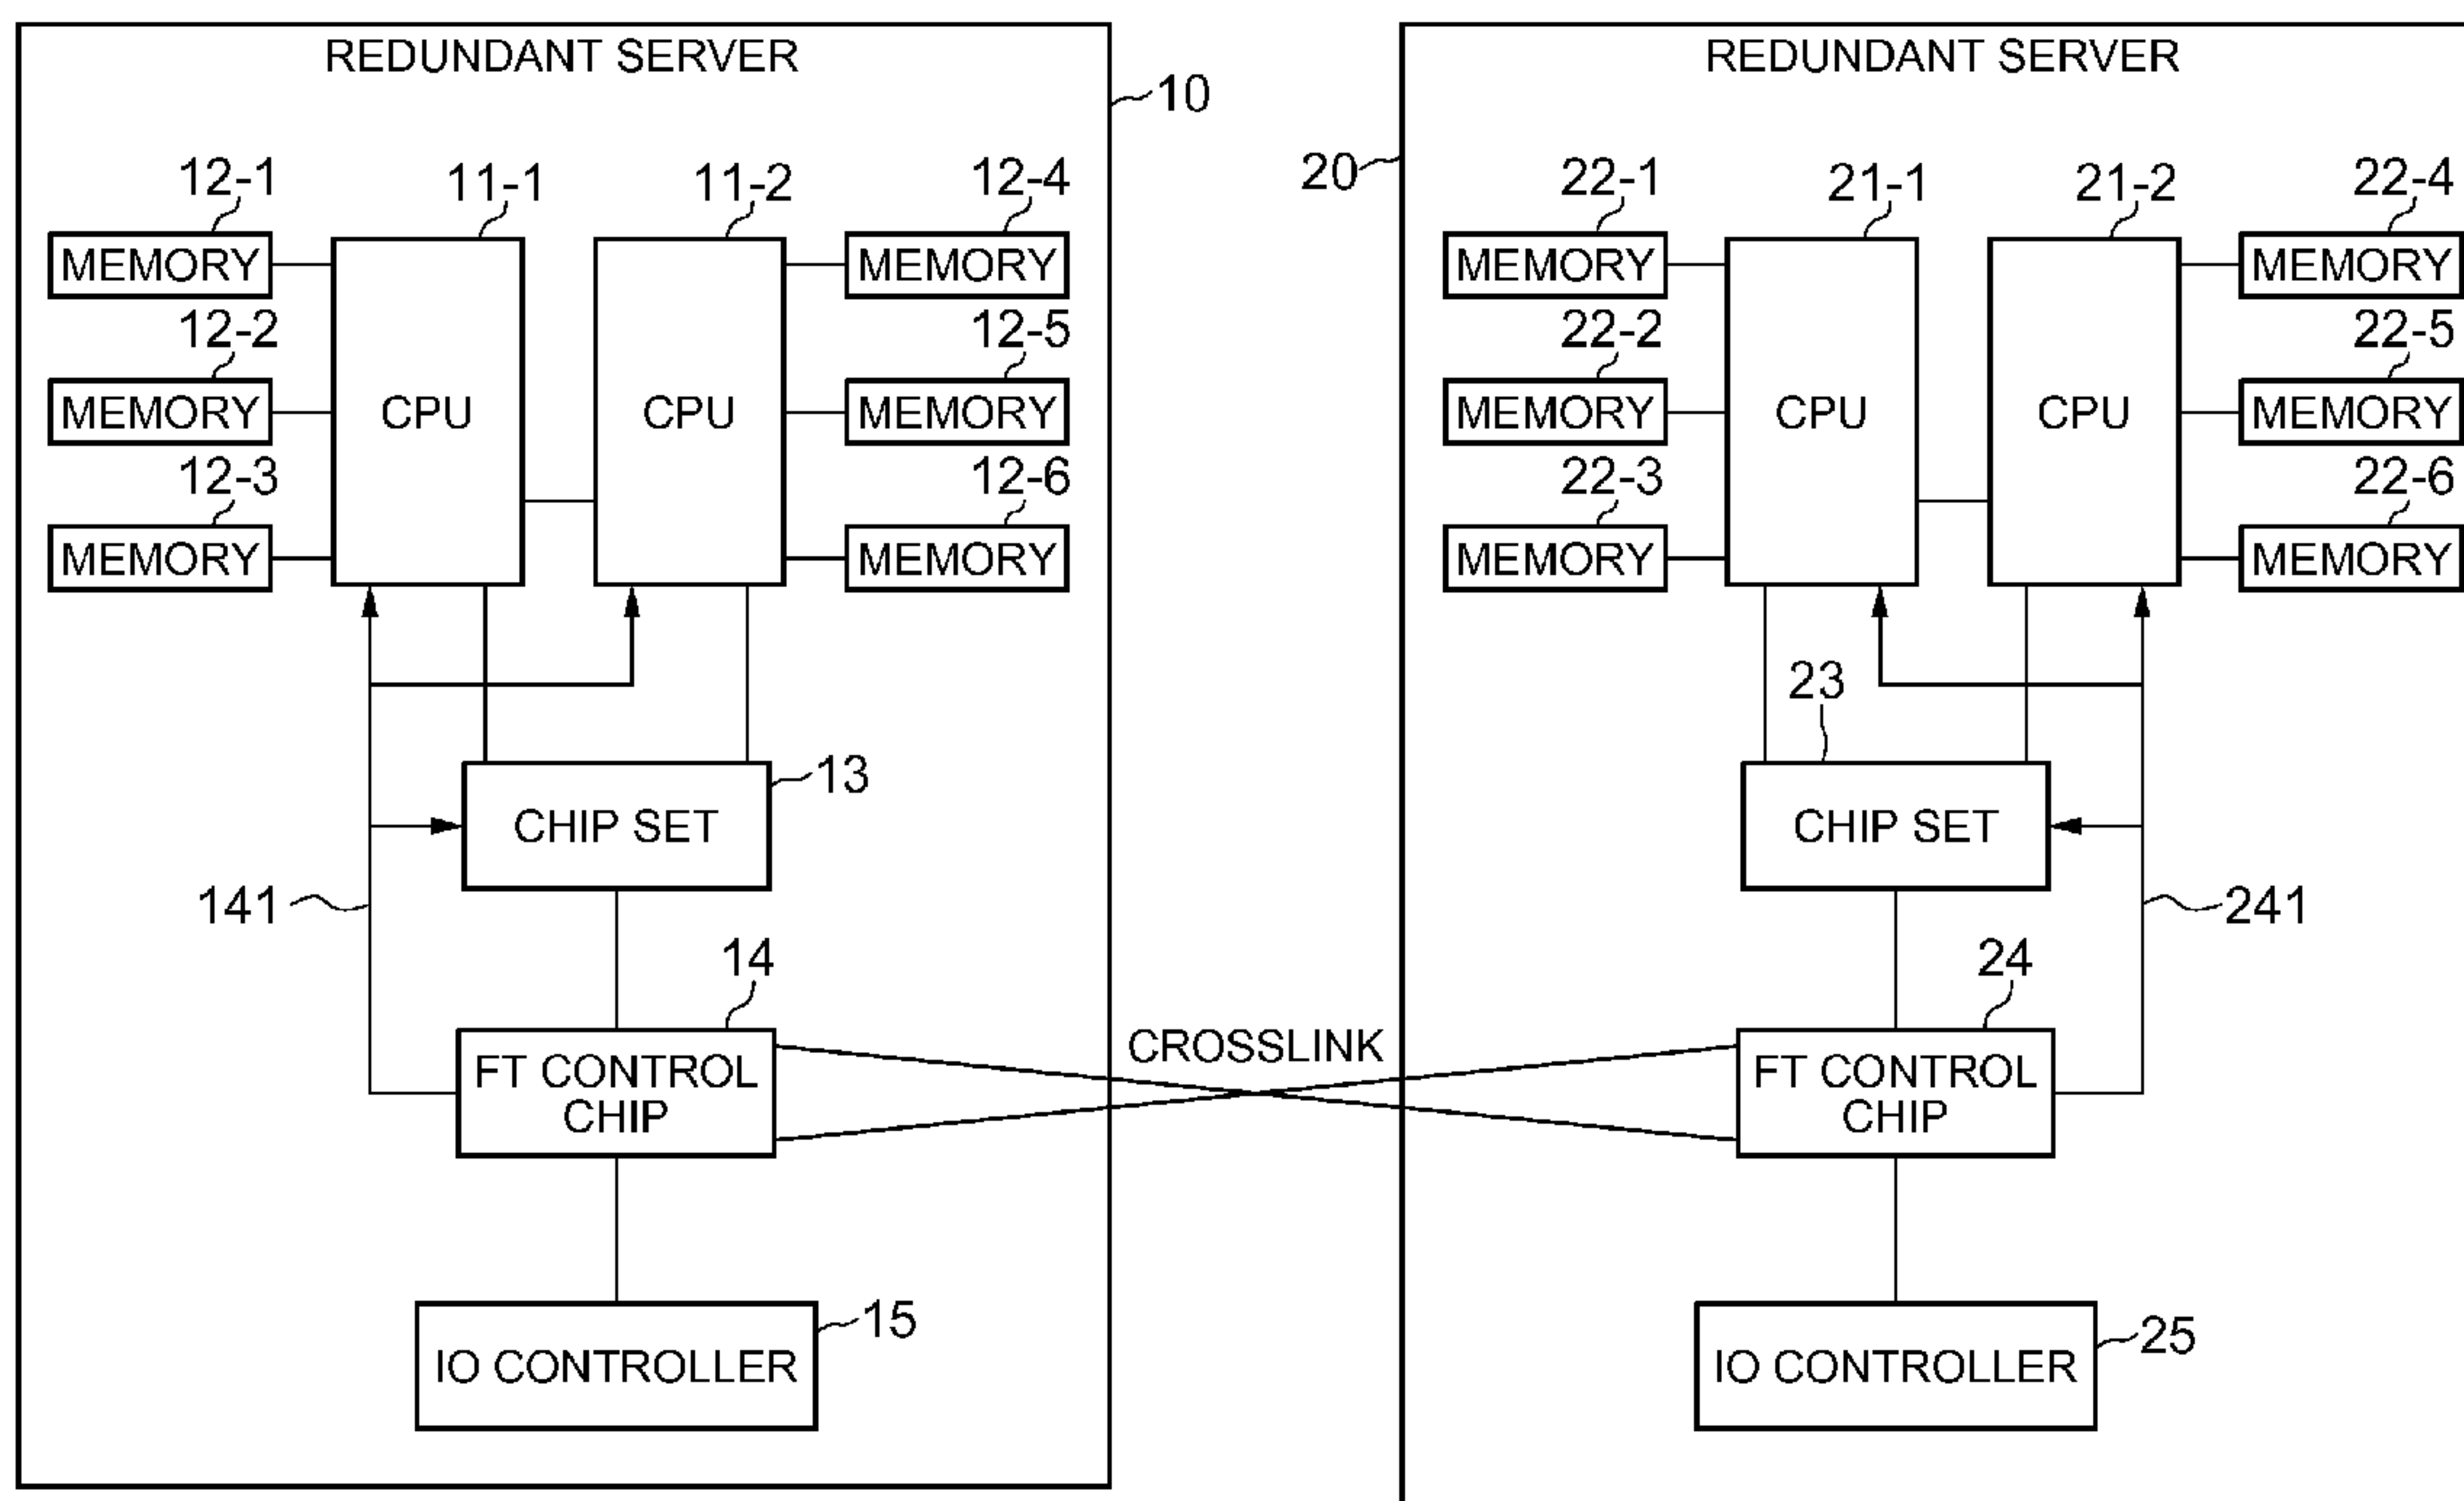 REDUNDANT SERVER
10
12-1
11-1
11-2
12-4
MEMORY
MEMORY
12-2
12-5
MEMORY
CPU
CPU
MEMORY
12-3
12-6
MEMORY
MEMORY
13
CHIP SET
141
14
FT CONTROL
CHIP
15
IO CONTROLLER
CROSSLINK
REDUNDANT SERVER
20
22-1
21-1
21-2
22-4
MEMORY
MEMORY
22-2
22-5
MEMORY
CPU
CPU
MEMORY
22-3
22-6
MEMORY
MEMORY
23
CHIP SET
241
24
FT CONTROL
CHIP
25
IO CONTROLLER